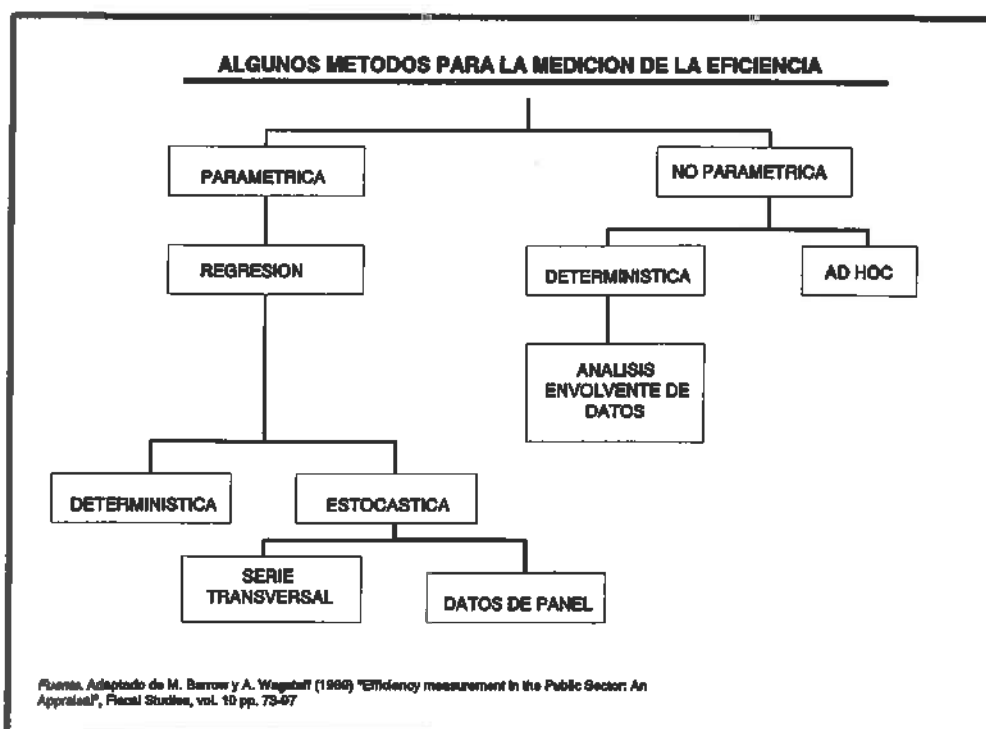 ALGUNOS METODOS PARA LA MEDICION DE LA EFICIENCIA
PARAMETRICA
NO PARAMETRICA
REGRESION
DETERMINISTICA
AD HOC
ANALISIS
ENVOLVENTE DE
DATOS
DETERMINISTICA
ESTOCASTICA
SERIE
TRANSVERSAL
DATOS DE PANEL
Fuente. Adaptado de M. Barrow y A. Wagstaff (1989) "Efficiency measurement in the Public Sector: An
Appraisal", Fiscal Studies, vol. 10 pp. 73-97